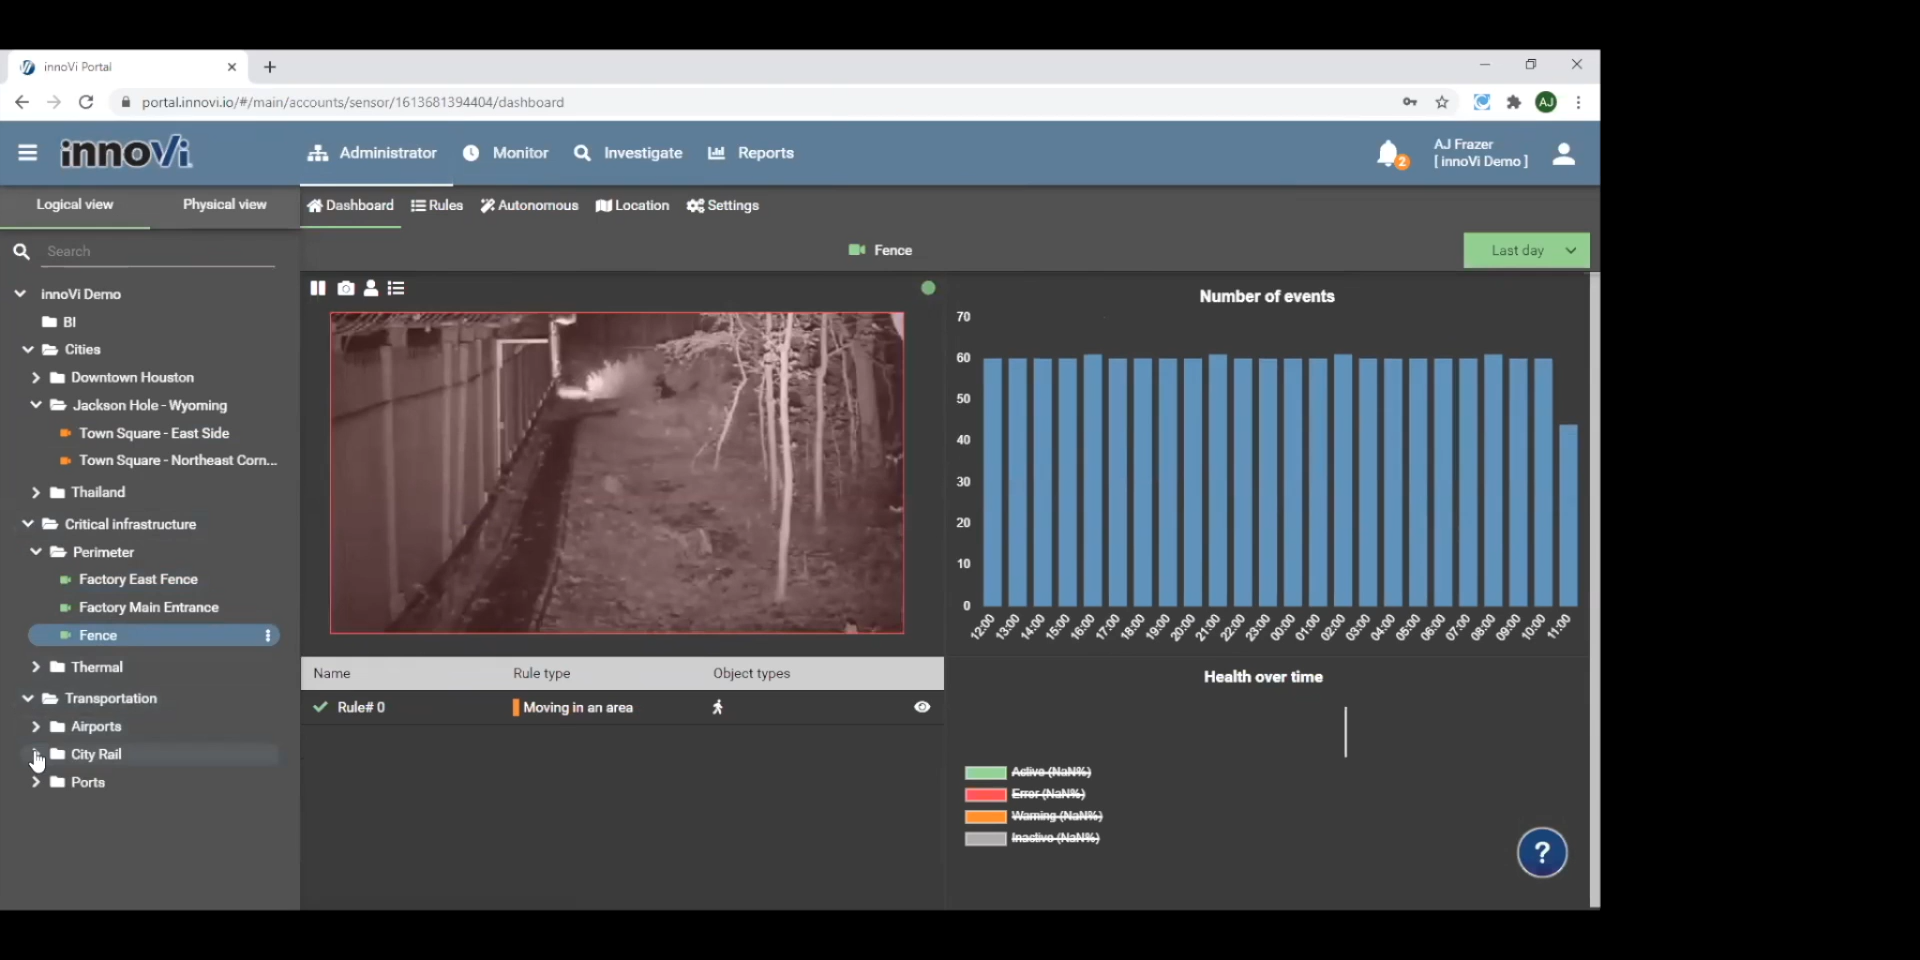 innoVi Portal
portal.innovi.io/#/main/accounts/sensor/1613681394404/dashboard
AJ
innoVi
Administrator
Monitor
Investigate
Reports
2
AJ Frazer
[ innoVi Demo ]
Logical view
Physical view
Dashboard
Rules
Autonomous
Location
Settings
Search
Fence
Last day
innoVi Demo
BI
Cities
Downtown Houston
Jackson Hole - Wyoming
Town Square - East Side
Town Square - Northeast Corn...
Thailand
Critical infrastructure
Perimeter
Factory East Fence
Factory Main Entrance
Fence
Thermal
Transportation
Airports
City Rail
Ports
Name Rule type Object types
Rule# 0 Moving in an area
Number of events
70
60
50
40
30
20
10
0
12:00 13:00 14:00 15:00 16:00 17:00 18:00 19:00 20:00 21:00 22:00 23:00 00:00 01:00 02:00 03:00 04:00 05:00 06:00 07:00 08:00 09:00 10:00 11:00
Health over time
Active (NaN%)
Error (NaN%)
Warning (NaN%)
Inactive (NaN%)
?